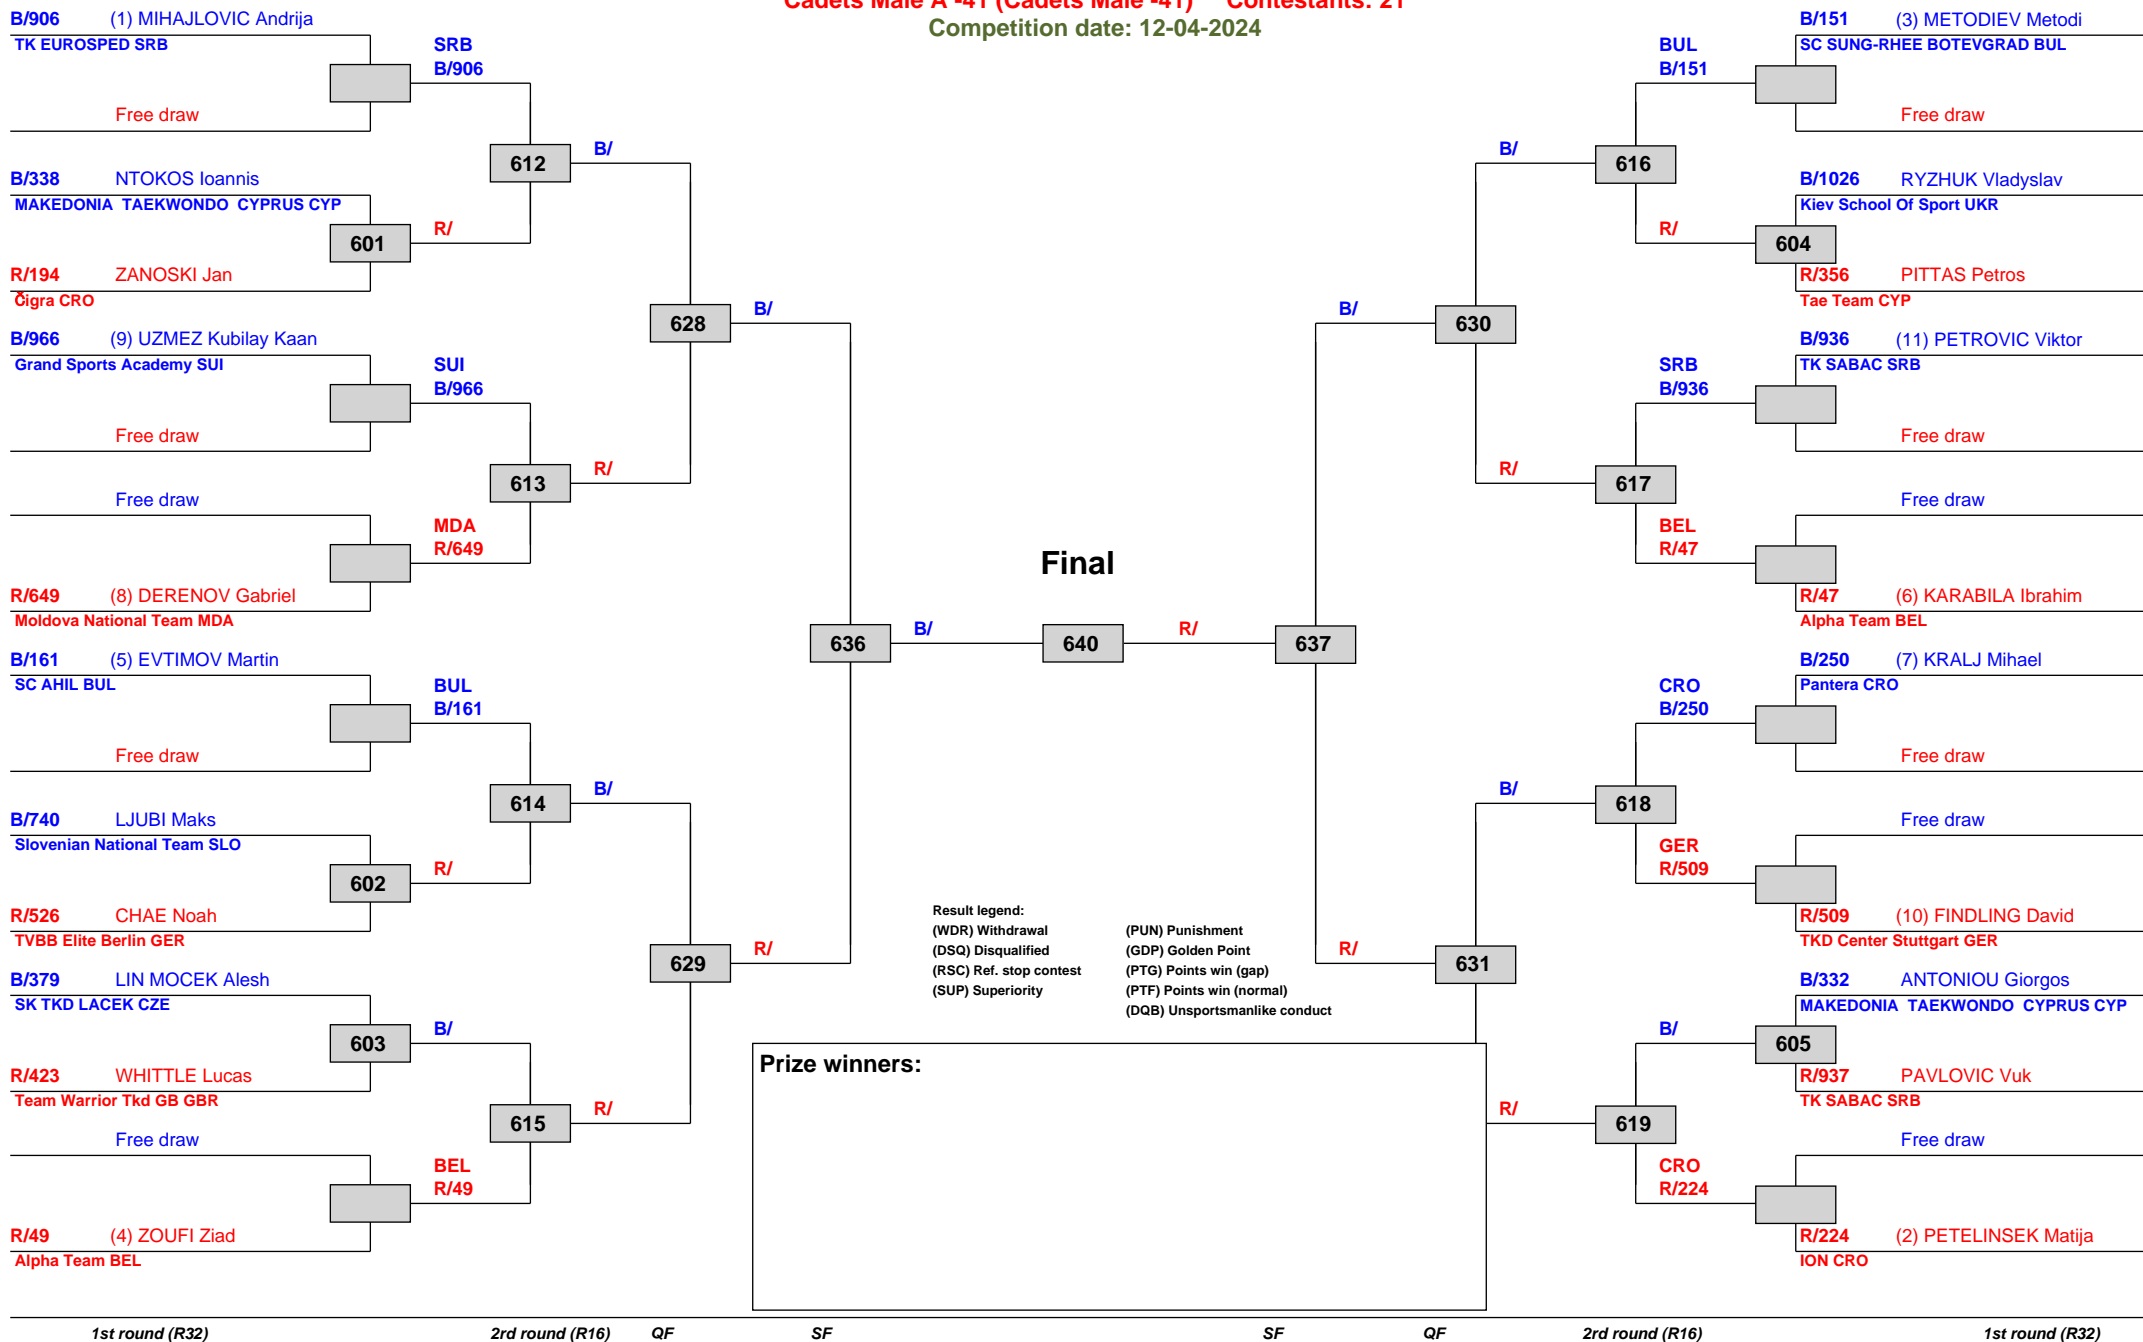 Cadets Male A -41 (Cadets Male -41) Contestants: 21
Competition date: 12-04-2024
B/906 (1) MIHAJLOVIC Andrija
TK EUROSPED SRB
SRB
B/906
Free draw
612
B/
B/338 NTOKOS Ioannis
MAKEDONIA TAEKWONDO CYPRUS CYP
601
R/
R/194 ZANOSKI Jan
Čigra CRO
628
B/
B/966 (9) UZMEZ Kubilay Kaan
Grand Sports Academy SUI
SUI
B/966
Free draw
613
R/
Free draw
MDA
R/649
R/649 (8) DERENOV Gabriel
Moldova National Team MDA
636
B/
B/161 (5) EVTIMOV Martin
SC AHIL BUL
BUL
B/161
Free draw
614
B/
B/740 LJUBI Maks
Slovenian National Team SLO
602
R/
R/526 CHAE Noah
TVBB Elite Berlin GER
629
R/
B/379 LIN MOCEK Alesh
SK TKD LACEK CZE
603
B/
R/423 WHITTLE Lucas
Team Warrior Tkd GB GBR
615
R/
Free draw
BEL
R/49
R/49 (4) ZOUFI Ziad
Alpha Team BEL
Final
640
B/151 (3) METODIEV Metodi
SC SUNG-RHEE BOTEVGRAD BUL
BUL
B/151
Free draw
616
B/
B/1026 RYZHUK Vladyslav
Kiev School Of Sport UKR
604
R/
R/356 PITTAS Petros
Tae Team CYP
630
B/
B/936 (11) PETROVIC Viktor
TK SABAC SRB
SRB
B/936
Free draw
617
R/
Free draw
BEL
R/47
R/47 (6) KARABILA Ibrahim
Alpha Team BEL
637
R/
B/250 (7) KRALJ Mihael
Pantera CRO
CRO
B/250
Free draw
618
B/
Free draw
GER
R/509
R/509 (10) FINDLING David
TKD Center Stuttgart GER
631
R/
B/332 ANTONIOU Giorgos
MAKEDONIA TAEKWONDO CYPRUS CYP
605
B/
R/937 PAVLOVIC Vuk
TK SABAC SRB
619
R/
Free draw
CRO
R/224
R/224 (2) PETELINSEK Matija
ION CRO
Result legend:
(WDR) Withdrawal
(DSQ) Disqualified
(RSC) Ref. stop contest
(SUP) Superiority
(PUN) Punishment
(GDP) Golden Point
(PTG) Points win (gap)
(PTF) Points win (normal)
(DQB) Unsportsmanlike conduct
Prize winners:
1st round (R32) 2rd round (R16) QF SF SF QF 2rd round (R16) 1st round (R32)